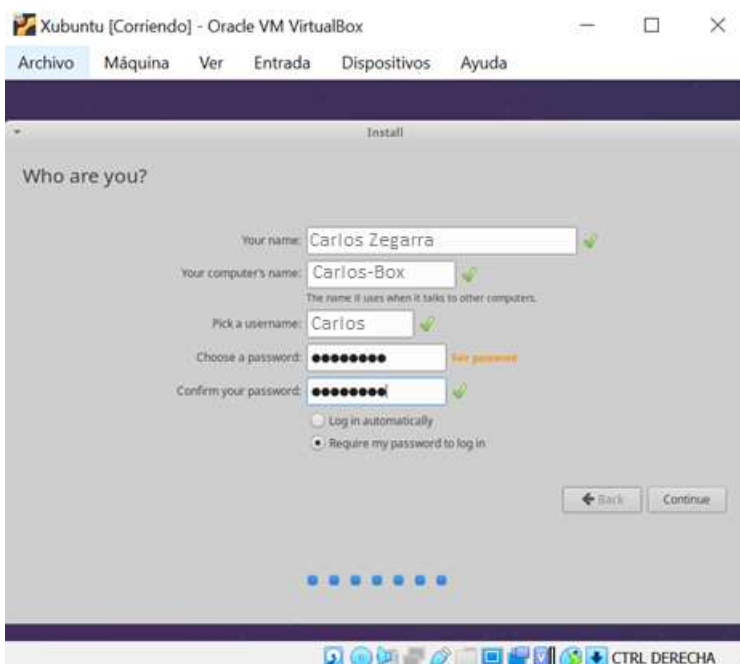 Xubuntu [Corriendo] - Oracle VM VirtualBox
Archivo Máquina Ver Entrada Dispositivos Ayuda
Install
Who are you?
Your name: Carlos Zegarra
Your computer's name: Carlos-Box
The name it uses when it talks to other computers.
Pick a username: Carlos
Choose a password: ●●●●●●●● Fair password
Confirm your password: ●●●●●●●●
Log in automatically
Require my password to log in
Back Continue
CTRL DERECHA